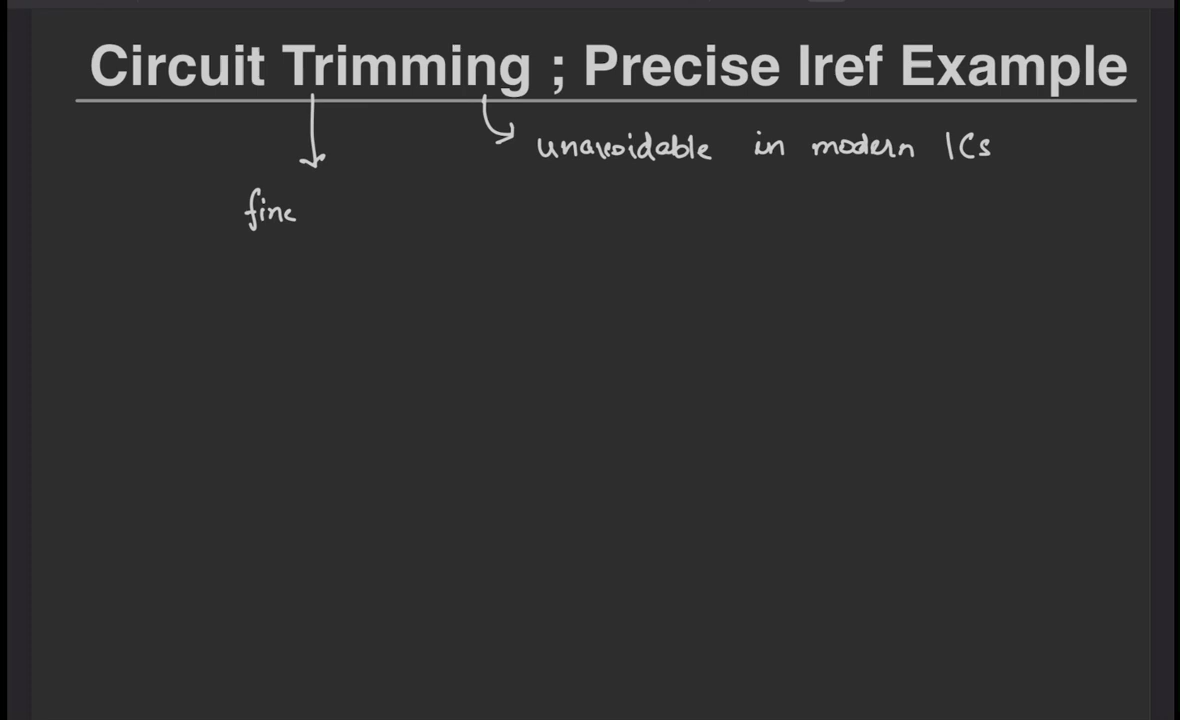 Circuit Trimming ; Precise Iref Example
unavoidable in modern ICs
fine